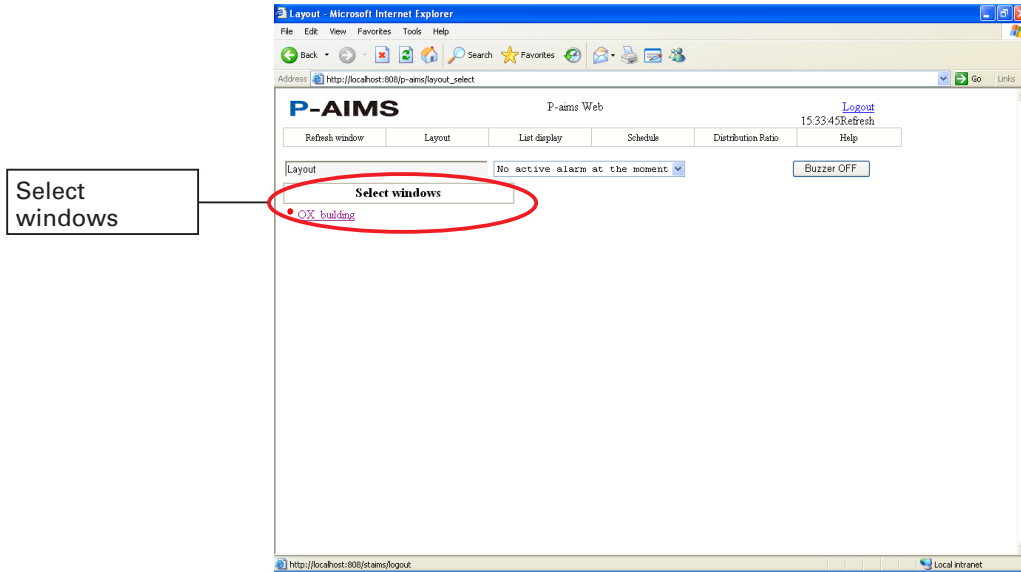 Layout - Microsoft Internet Explorer
File Edit View Favorites Tools Help
Back Search Favorites
Address http://localhost:808/p-aims/layout_select Go Links
P-AIMS P-aims Web Logout
15:33:45Refresh
Refresh window Layout List display Schedule Distribution Ratio Help
Layout No active alarm at the moment Buzzer OFF
Select windows
OX building
Select
windows
http://localhost:808/staims/logout Local intranet